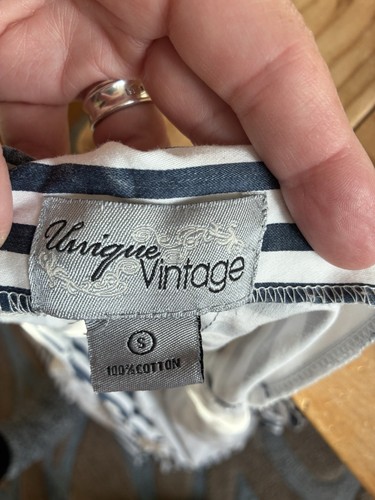 Unique
Vintage
S
100% COTTON